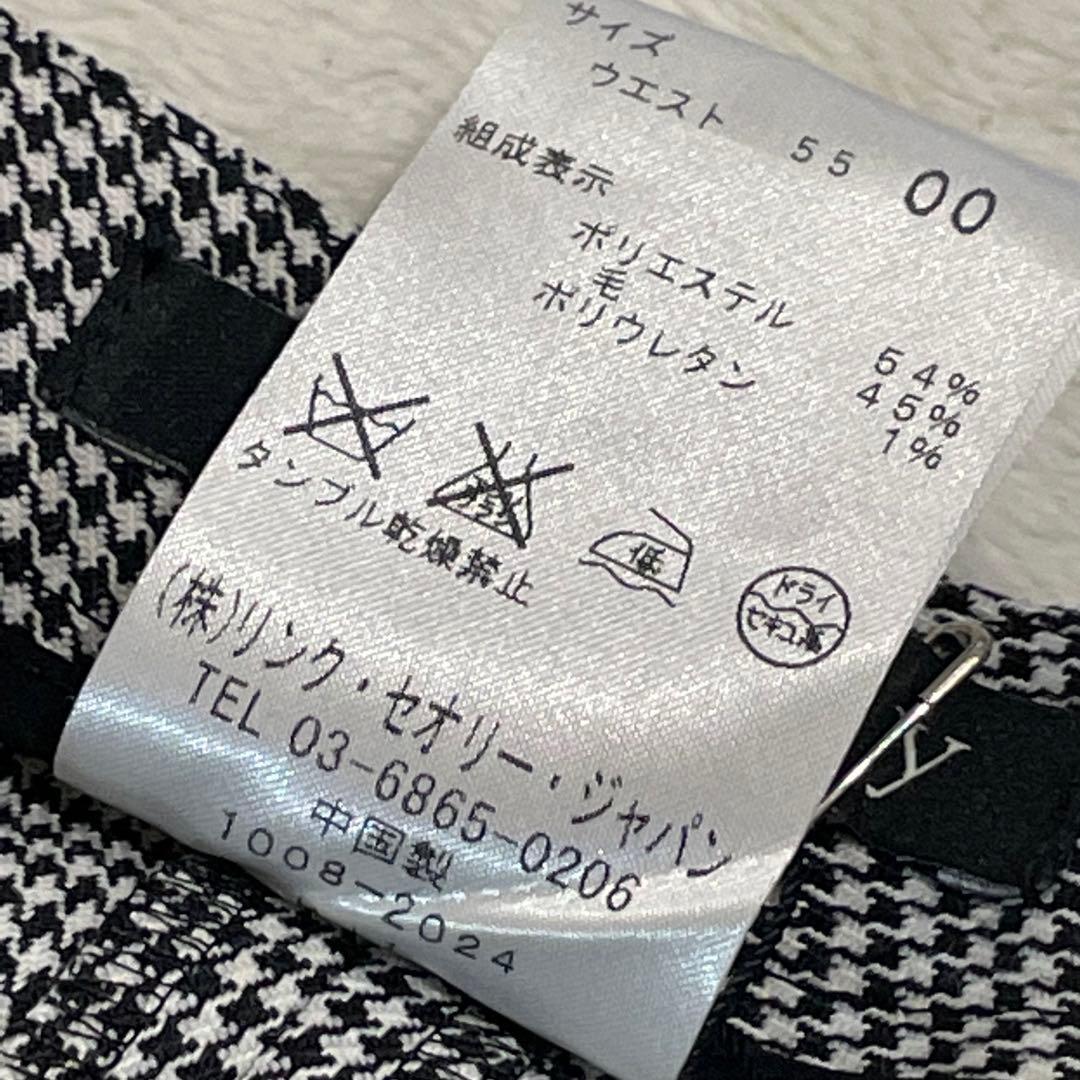 サイズ 00
ウエスト 55
組成表示
ポリエステル 54%
毛 45%
ポリウレタン 1%
エンソ
低
ドライ
セキユ系
タンブル乾燥禁止
(株)リンク・セオリー・ジャパン
TEL 03-6865-0206
中国製
1008-2024
y